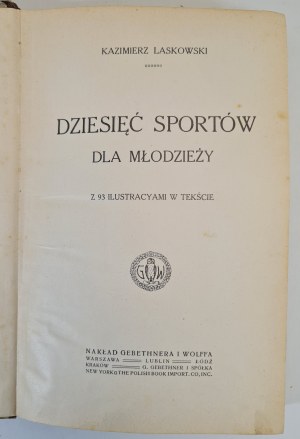 KAZIMIERZ LASKOWSKI
DZIESIĘĆ SPORTÓW
DLA MŁODZIEŻY
Z 93 ILUSTRACYAMI W TEKŚCIE
G W
NAKŁAD GEBETHNERA I WOLFFA
WARSZAWA LUBLIN ŁÓDŹ
KRAKÓW G. GEBETHNER I SPÓŁKA
NEW YORK: THE POLISH BOOK IMPORT. CO, INC.